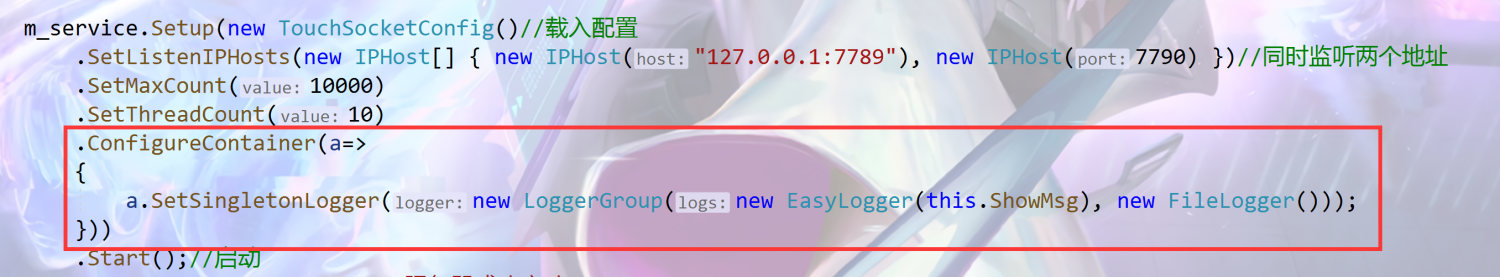 m_service.Setup(new TouchSocketConfig()//载入配置
.SetListenIPHosts(new IPHost[] { new IPHost(host: "127.0.0.1:7789"), new IPHost(port: 7790) })//同时监听两个地址
.SetMaxCount(value: 10000)
.SetThreadCount(value: 10)
.ConfigureContainer(a=>
{
a.SetSingletonLogger(logger: new LoggerGroup(logs: new EasyLogger(this.ShowMsg), new FileLogger()));
}))
.Start();//启动